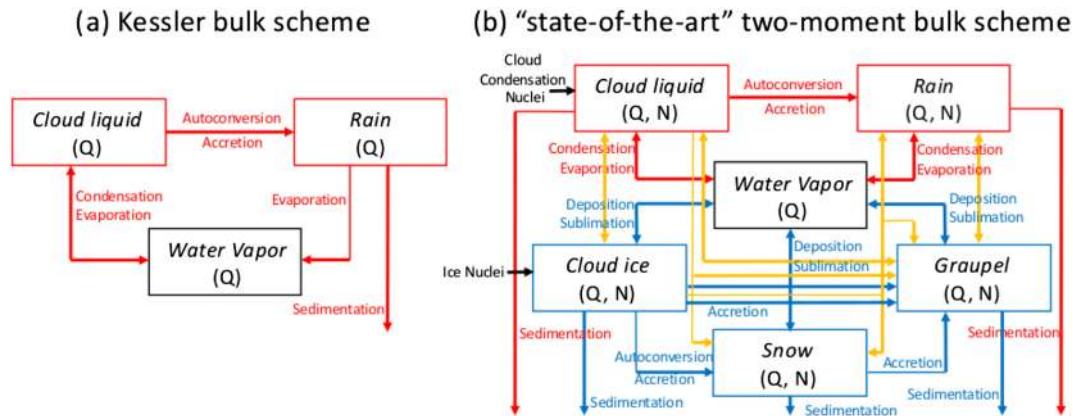 (a) Kessler bulk scheme
Cloud liquid
(Q)
Autoconversion
Accretion
Rain
(Q)
Condensation
Evaporation
Evaporation
Water Vapor
(Q)
Sedimentation
(b) “state-of-the-art” two-moment bulk scheme
Cloud
Condensation
Nuclei
Cloud liquid
(Q, N)
Autoconversion
Accretion
Rain
(Q, N)
Condensation
Evaporation
Water Vapor
(Q)
Condensation
Evaporation
Deposition
Sublimation
Deposition
Sublimation
Deposition
Sublimation
Ice Nuclei
Cloud ice
(Q, N)
Graupel
(Q, N)
Accretion
Sedimentation
Sedimentation
Autoconversion
Accretion
Snow
(Q, N)
Accretion
Sedimentation
Sedimentation
Sedimentation